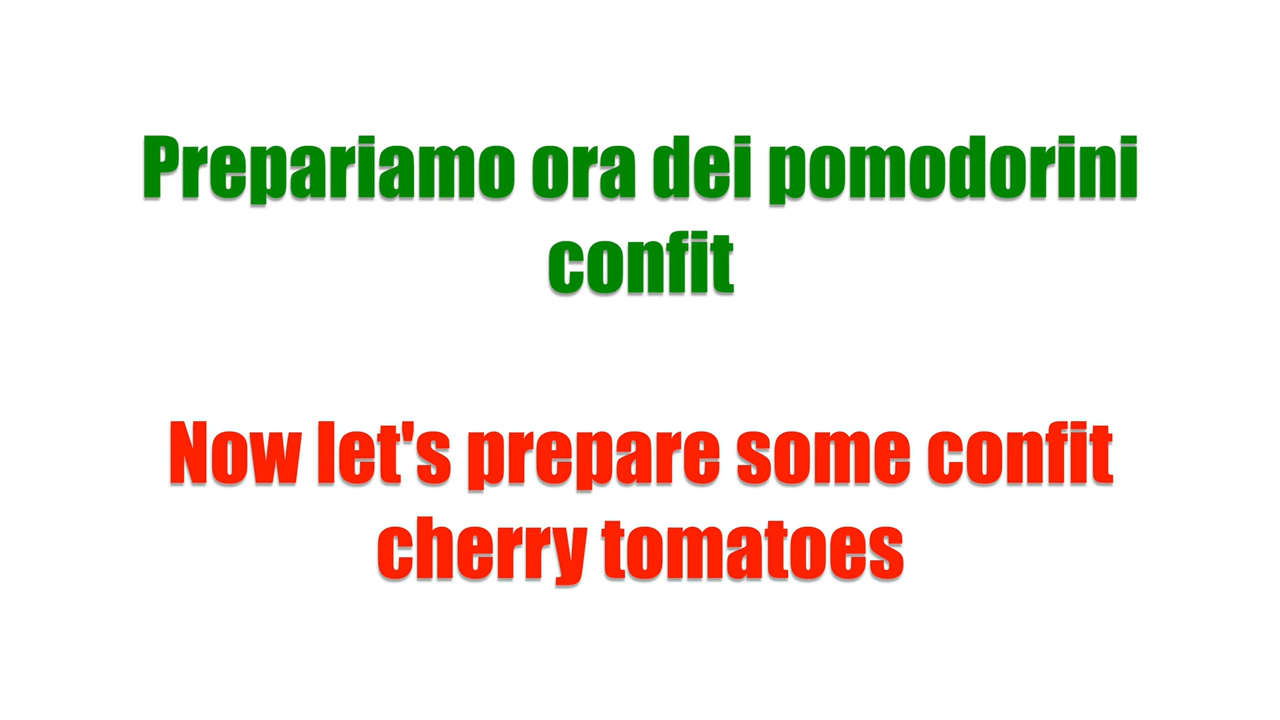 Prepariamo ora dei pomodorini
confit
Now let's prepare some confit
cherry tomatoes